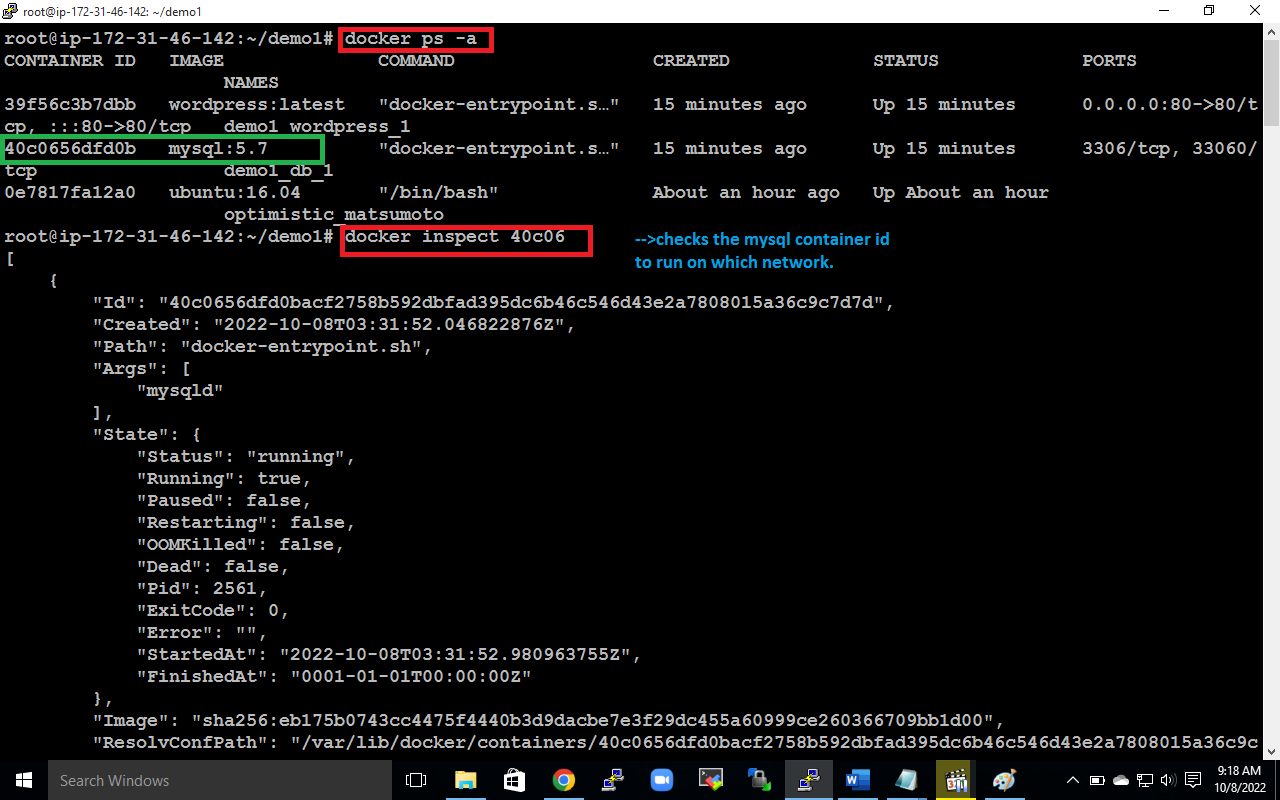 root@ip-172-31-46-142: ~/demo1
root@ip-172-31-46-142:~/demo1# docker ps -a
CONTAINER ID   IMAGE              COMMAND                  CREATED             STATUS             PORTS
                    NAMES
39f56c3b7dbb   wordpress:latest   "docker-entrypoint.s…"   15 minutes ago      Up 15 minutes      0.0.0.0:80->80/t
cp, :::80->80/tcp   demo1_wordpress_1
40c0656dfd0b   mysql:5.7          "docker-entrypoint.s…"   15 minutes ago      Up 15 minutes      3306/tcp, 33060/
tcp                 demo1_db_1
0e7817fa12a0   ubuntu:16.04       "/bin/bash"              About an hour ago   Up About an hour
                    optimistic_matsumoto
root@ip-172-31-46-142:~/demo1# docker inspect 40c06
-->checks the mysql container id
to run on which network.
[
    {
        "Id": "40c0656dfd0bacf2758b592dbfad395dc6b46c546d43e2a7808015a36c9c7d7d",
        "Created": "2022-10-08T03:31:52.046822876Z",
        "Path": "docker-entrypoint.sh",
        "Args": [
            "mysqld"
        ],
        "State": {
            "Status": "running",
            "Running": true,
            "Paused": false,
            "Restarting": false,
            "OOMKilled": false,
            "Dead": false,
            "Pid": 2561,
            "ExitCode": 0,
            "Error": "",
            "StartedAt": "2022-10-08T03:31:52.980963755Z",
            "FinishedAt": "0001-01-01T00:00:00Z"
        },
        "Image": "sha256:eb175b0743cc4475f4440b3d9dacbe7e3f29dc455a60999ce260366709bb1d00",
        "ResolvConfPath": "/var/lib/docker/containers/40c0656dfd0bacf2758b592dbfad395dc6b46c546d43e2a7808015a36c9c
Search Windows
9:18 AM
10/8/2022